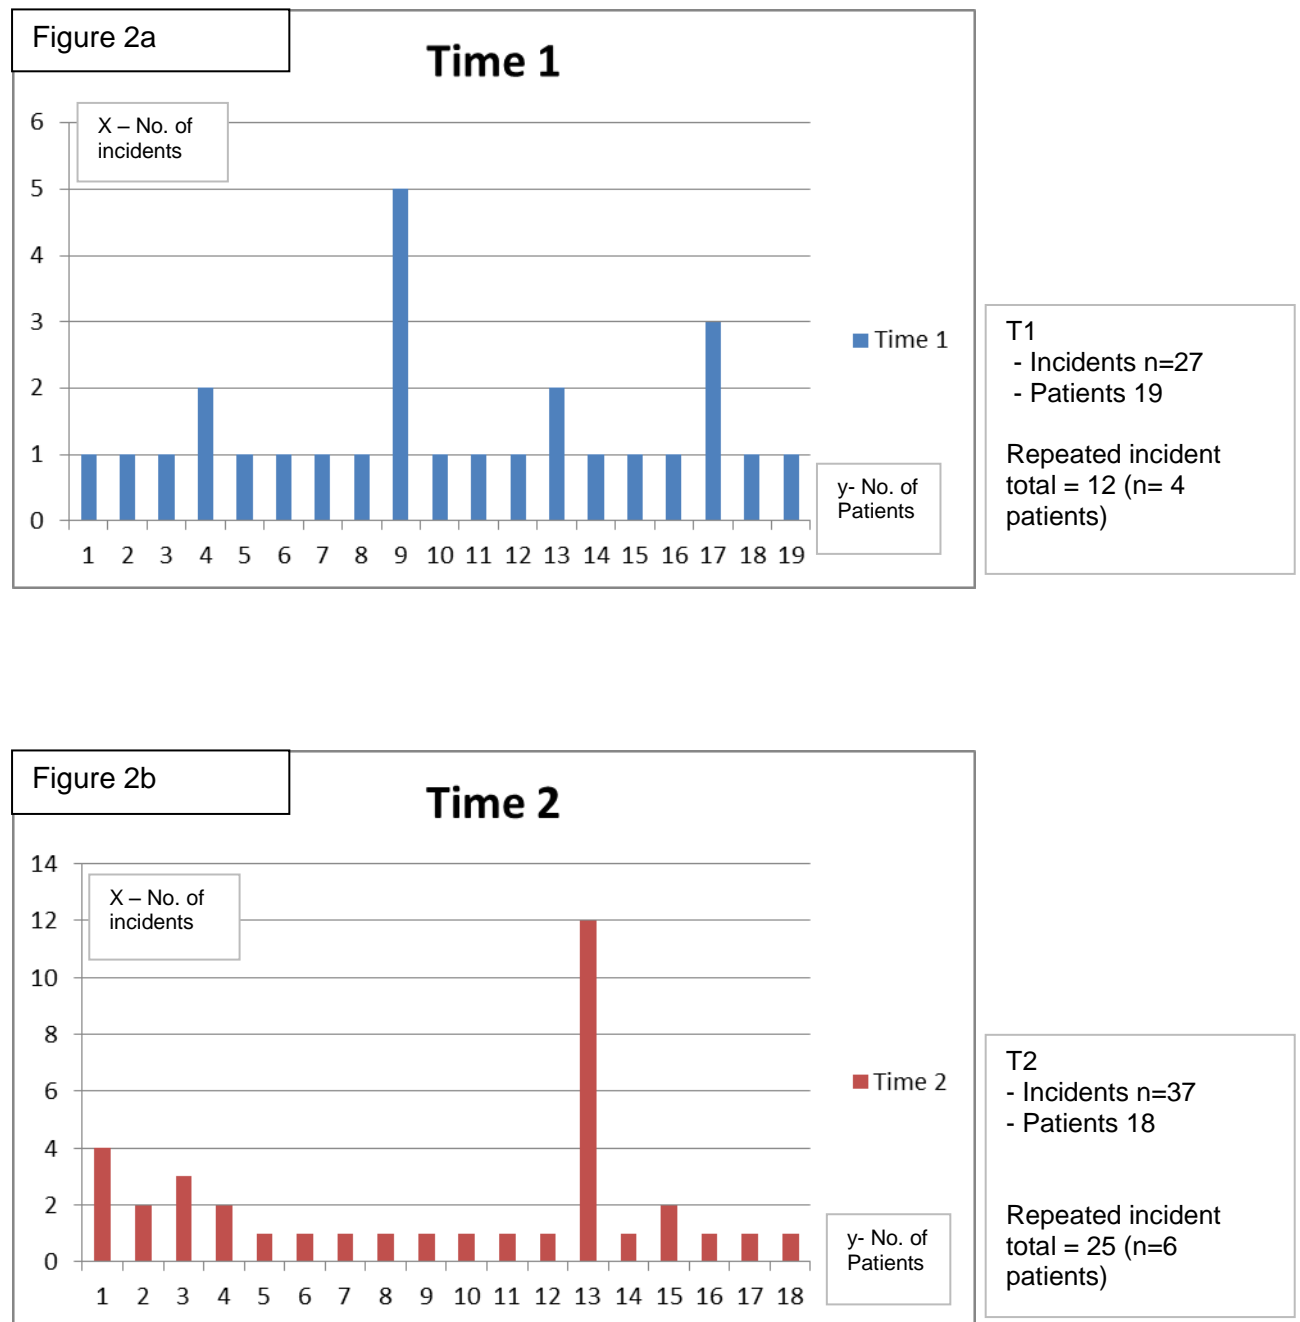 Figure 2a
Time 1
X – No. of
incidents
6
5
4
3
2
1
0
Time 1
y- No. of
Patients
1 2 3 4 5 6 7 8 9 10 11 12 13 14 15 16 17 18 19
T1
- Incidents n=27
- Patients 19
Repeated incident
total = 12 (n= 4
patients)
Figure 2b
Time 2
X – No. of
incidents
14
12
10
8
6
4
2
0
Time 2
y- No. of
Patients
1 2 3 4 5 6 7 8 9 10 11 12 13 14 15 16 17 18
T2
- Incidents n=37
- Patients 18
Repeated incident
total = 25 (n=6
patients)